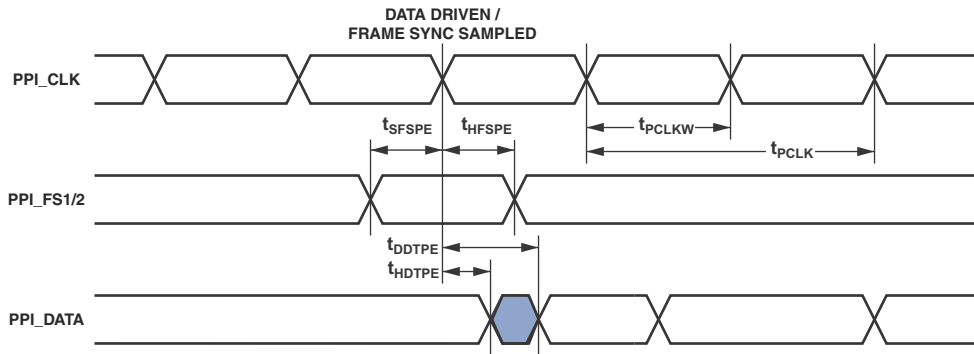 DATA DRIVEN /
FRAME SYNC SAMPLED
PPI_CLK
tSFSPE
tHFSPE
tPCLKW
tPCLK
PPI_FS1/2
tDDTPE
tHDTPE
PPI_DATA